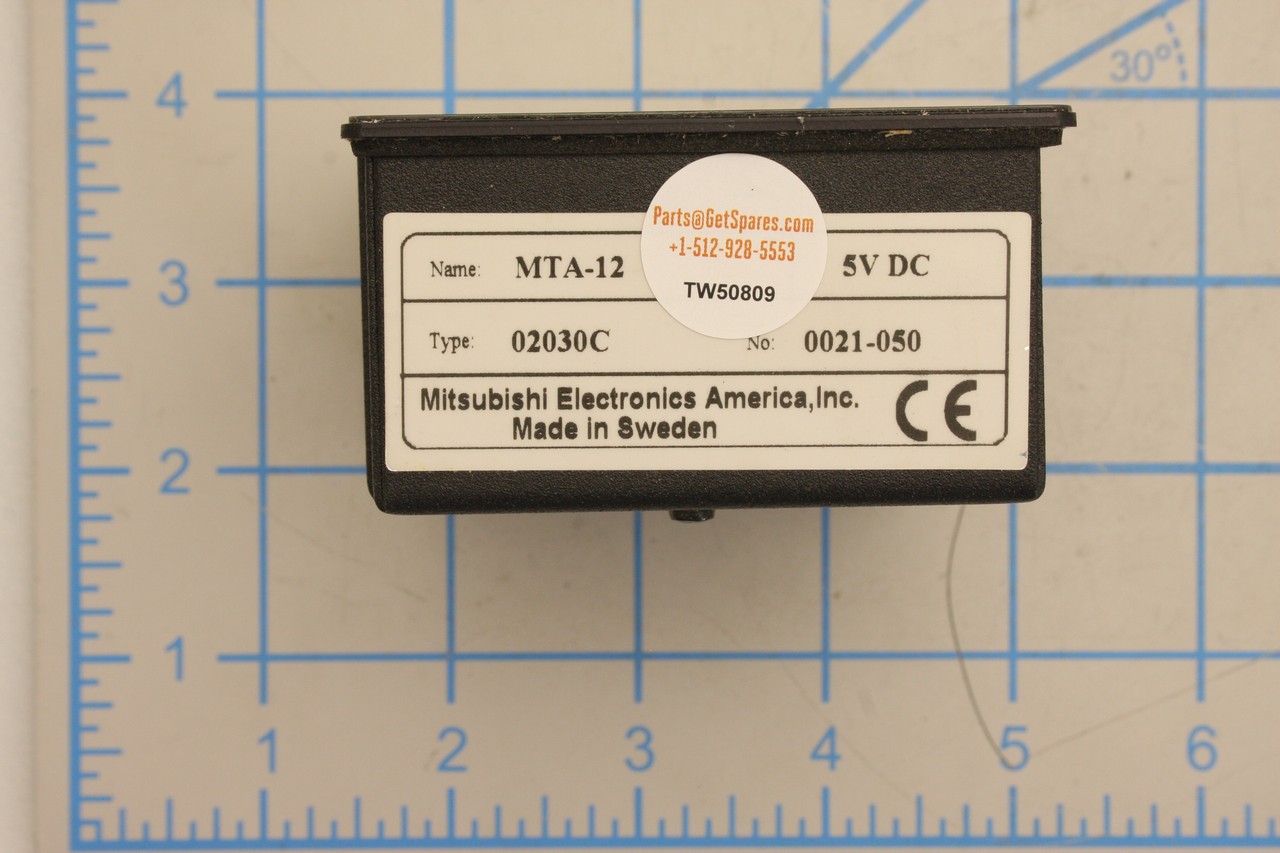 30°
4
Parts@GetSpares.com
+1-512-928-5553
TW50809
Name: MTA-12 5V DC
3
Type: 02030C No: 0021-050
Mitsubishi Electronics America,Inc.
Made in Sweden CE
2
1
1 2 3 4 5 6